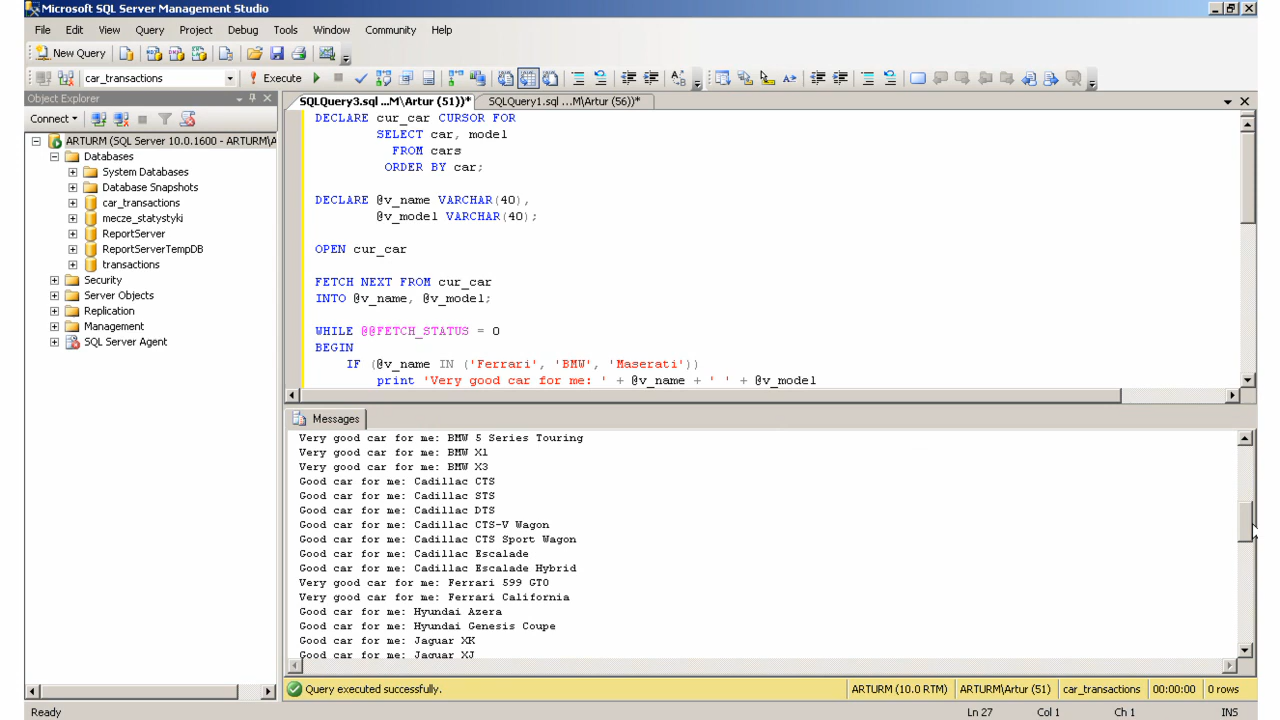 Microsoft SQL Server Management Studio
File Edit View Query Project Debug Tools Window Community Help
New Query
car_transactions Execute
Object Explorer
Connect
ARTURM (SQL Server 10.0.1600 - ARTURM\A
Databases
System Databases
Database Snapshots
car_transactions
mecze_statystyki
ReportServer
ReportServerTempDB
transactions
Security
Server Objects
Replication
Management
SQL Server Agent
SQLQuery3.sql ...M\Artur (51))* SQLQuery1.sql ...M\Artur (56))*
DECLARE cur_car CURSOR FOR
SELECT car, model
FROM cars
ORDER BY car;
DECLARE @v_name VARCHAR(40),
@v_model VARCHAR(40);
OPEN cur_car
FETCH NEXT FROM cur_car
INTO @v_name, @v_model;
WHILE @@FETCH_STATUS = 0
BEGIN
IF (@v_name IN ('Ferrari', 'BMW', 'Maserati'))
print 'Very good car for me: ' + @v_name + ' ' + @v_model
Messages
Very good car for me: BMW 5 Series Touring
Very good car for me: BMW X1
Very good car for me: BMW X3
Good car for me: Cadillac CTS
Good car for me: Cadillac STS
Good car for me: Cadillac DTS
Good car for me: Cadillac CTS-V Wagon
Good car for me: Cadillac CTS Sport Wagon
Good car for me: Cadillac Escalade
Good car for me: Cadillac Escalade Hybrid
Very good car for me: Ferrari 599 GTO
Very good car for me: Ferrari California
Good car for me: Hyundai Azera
Good car for me: Hyundai Genesis Coupe
Good car for me: Jaguar XK
Good car for me: Jaguar XJ
Query executed successfully. ARTURM (10.0 RTM) ARTURM\Artur (51) car_transactions 00:00:00 0 rows
Ready Ln 27 Col 1 Ch 1 INS